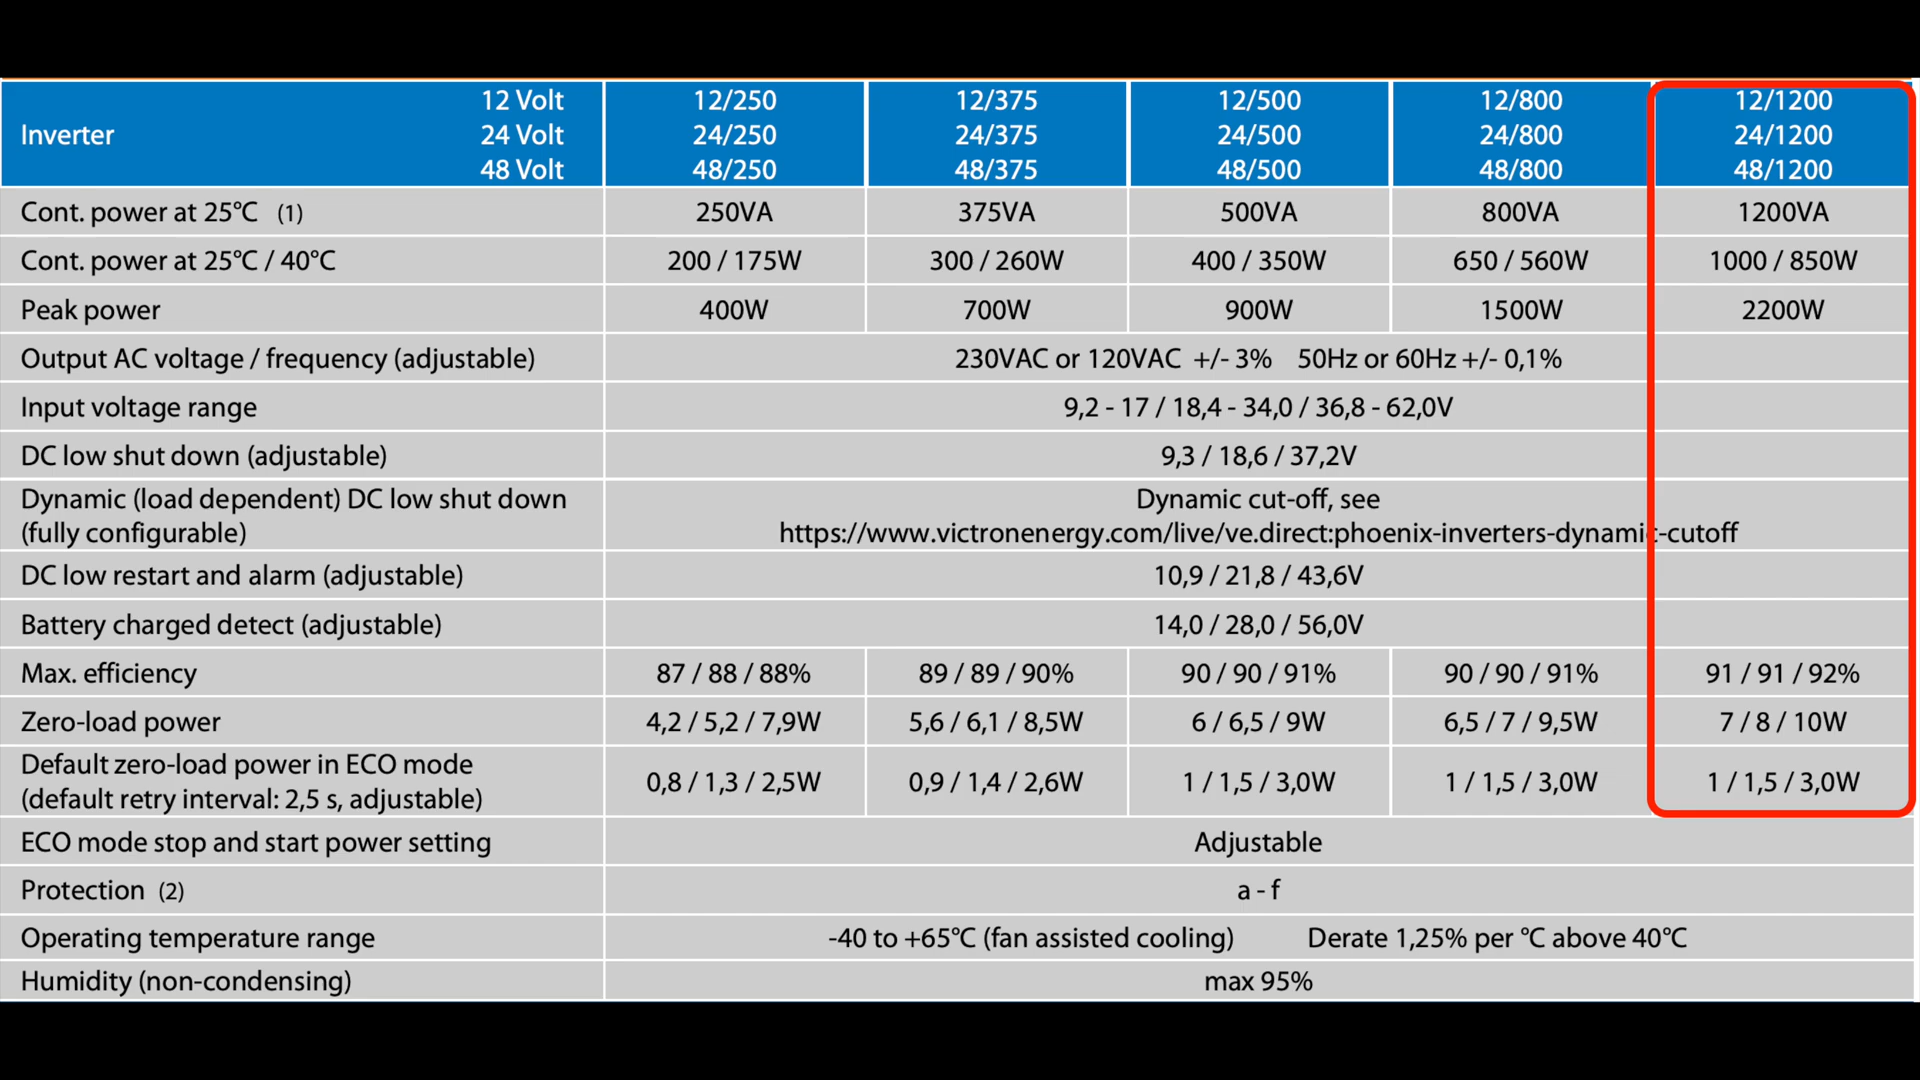 Inverter
12 Volt
24 Volt
48 Volt
12/250
24/250
48/250
12/375
24/375
48/375
12/500
24/500
48/500
12/800
24/800
48/800
12/1200
24/1200
48/1200
Cont. power at 25°C (1) 250VA 375VA 500VA 800VA 1200VA
Cont. power at 25°C / 40°C 200 / 175W 300 / 260W 400 / 350W 650 / 560W 1000 / 850W
Peak power 400W 700W 900W 1500W 2200W
Output AC voltage / frequency (adjustable) 230VAC or 120VAC +/- 3% 50Hz or 60Hz +/- 0,1%
Input voltage range 9,2 - 17 / 18,4 - 34,0 / 36,8 - 62,0V
DC low shut down (adjustable) 9,3 / 18,6 / 37,2V
Dynamic (load dependent) DC low shut down
(fully configurable)
Dynamic cut-off, see
https://www.victronenergy.com/live/ve.direct:phoenix-inverters-dynamic-cutoff
DC low restart and alarm (adjustable) 10,9 / 21,8 / 43,6V
Battery charged detect (adjustable) 14,0 / 28,0 / 56,0V
Max. efficiency 87 / 88 / 88% 89 / 89 / 90% 90 / 90 / 91% 90 / 90 / 91% 91 / 91 / 92%
Zero-load power 4,2 / 5,2 / 7,9W 5,6 / 6,1 / 8,5W 6 / 6,5 / 9W 6,5 / 7 / 9,5W 7 / 8 / 10W
Default zero-load power in ECO mode
(default retry interval: 2,5 s, adjustable)
0,8 / 1,3 / 2,5W 0,9 / 1,4 / 2,6W 1 / 1,5 / 3,0W 1 / 1,5 / 3,0W 1 / 1,5 / 3,0W
ECO mode stop and start power setting Adjustable
Protection (2) a - f
Operating temperature range -40 to +65°C (fan assisted cooling) Derate 1,25% per °C above 40°C
Humidity (non-condensing) max 95%